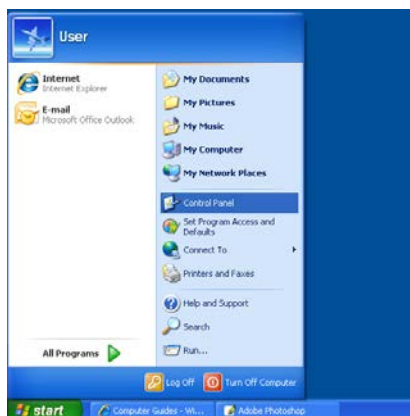 User
Internet
Internet Explorer
E-mail
Microsoft Office Outlook
All Programs
My Documents
My Pictures
My Music
My Computer
My Network Places
Control Panel
Set Program Access and
Defaults
Connect To
Printers and Faxes
Help and Support
Search
Run...
Log Off
Turn Off Computer
start
Computer Guides - Wi...
Adobe Photoshop